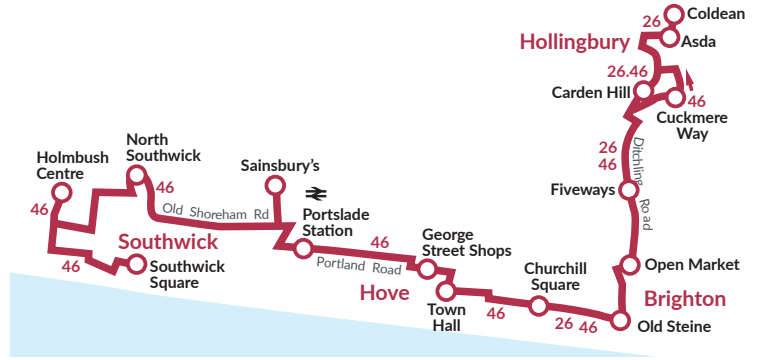 Coldean
26
Asda
Hollingbury
26.46
Carden Hill
46
Cuckmere
Way
26
46
Ditchling
Road
Fiveways
North
Southwick
Holmbush
Centre
46
46
Sainsbury's
Old Shoreham Rd
Portslade
Station
Southwick
46
Southwick
Square
46
Portland Road
George
Street Shops
Hove
Town
Hall
46
Churchill
Square
26 46
Open Market
Brighton
Old Steine